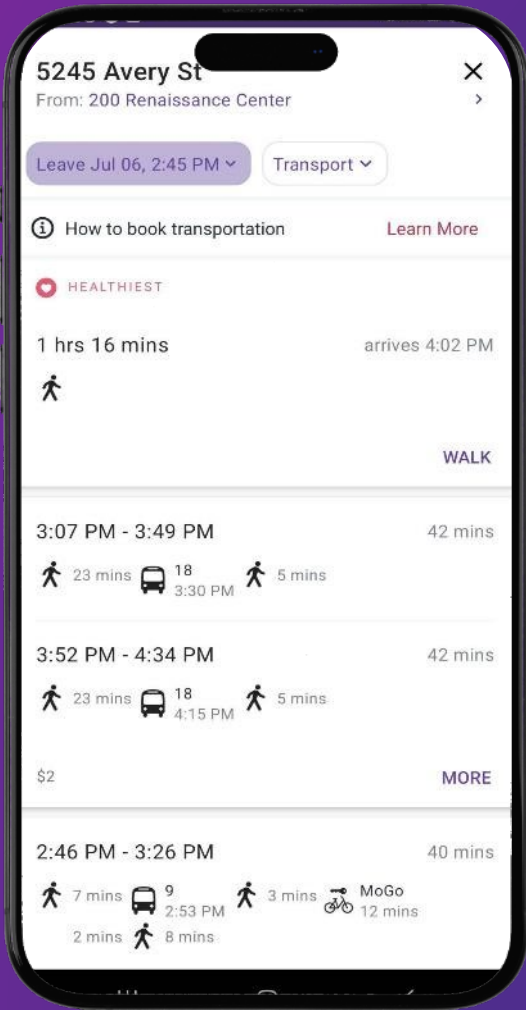 5245 Avery St
From: 200 Renaissance Center
Leave Jul 06, 2:45 PM
Transport
How to book transportation
Learn More
HEALTHIEST
1 hrs 16 mins
arrives 4:02 PM
WALK
3:07 PM - 3:49 PM
42 mins
23 mins
18
3:30 PM
5 mins
3:52 PM - 4:34 PM
42 mins
23 mins
18
4:15 PM
5 mins
$2
MORE
2:46 PM - 3:26 PM
40 mins
7 mins
9
2:53 PM
3 mins
MoGo
12 mins
2 mins
8 mins